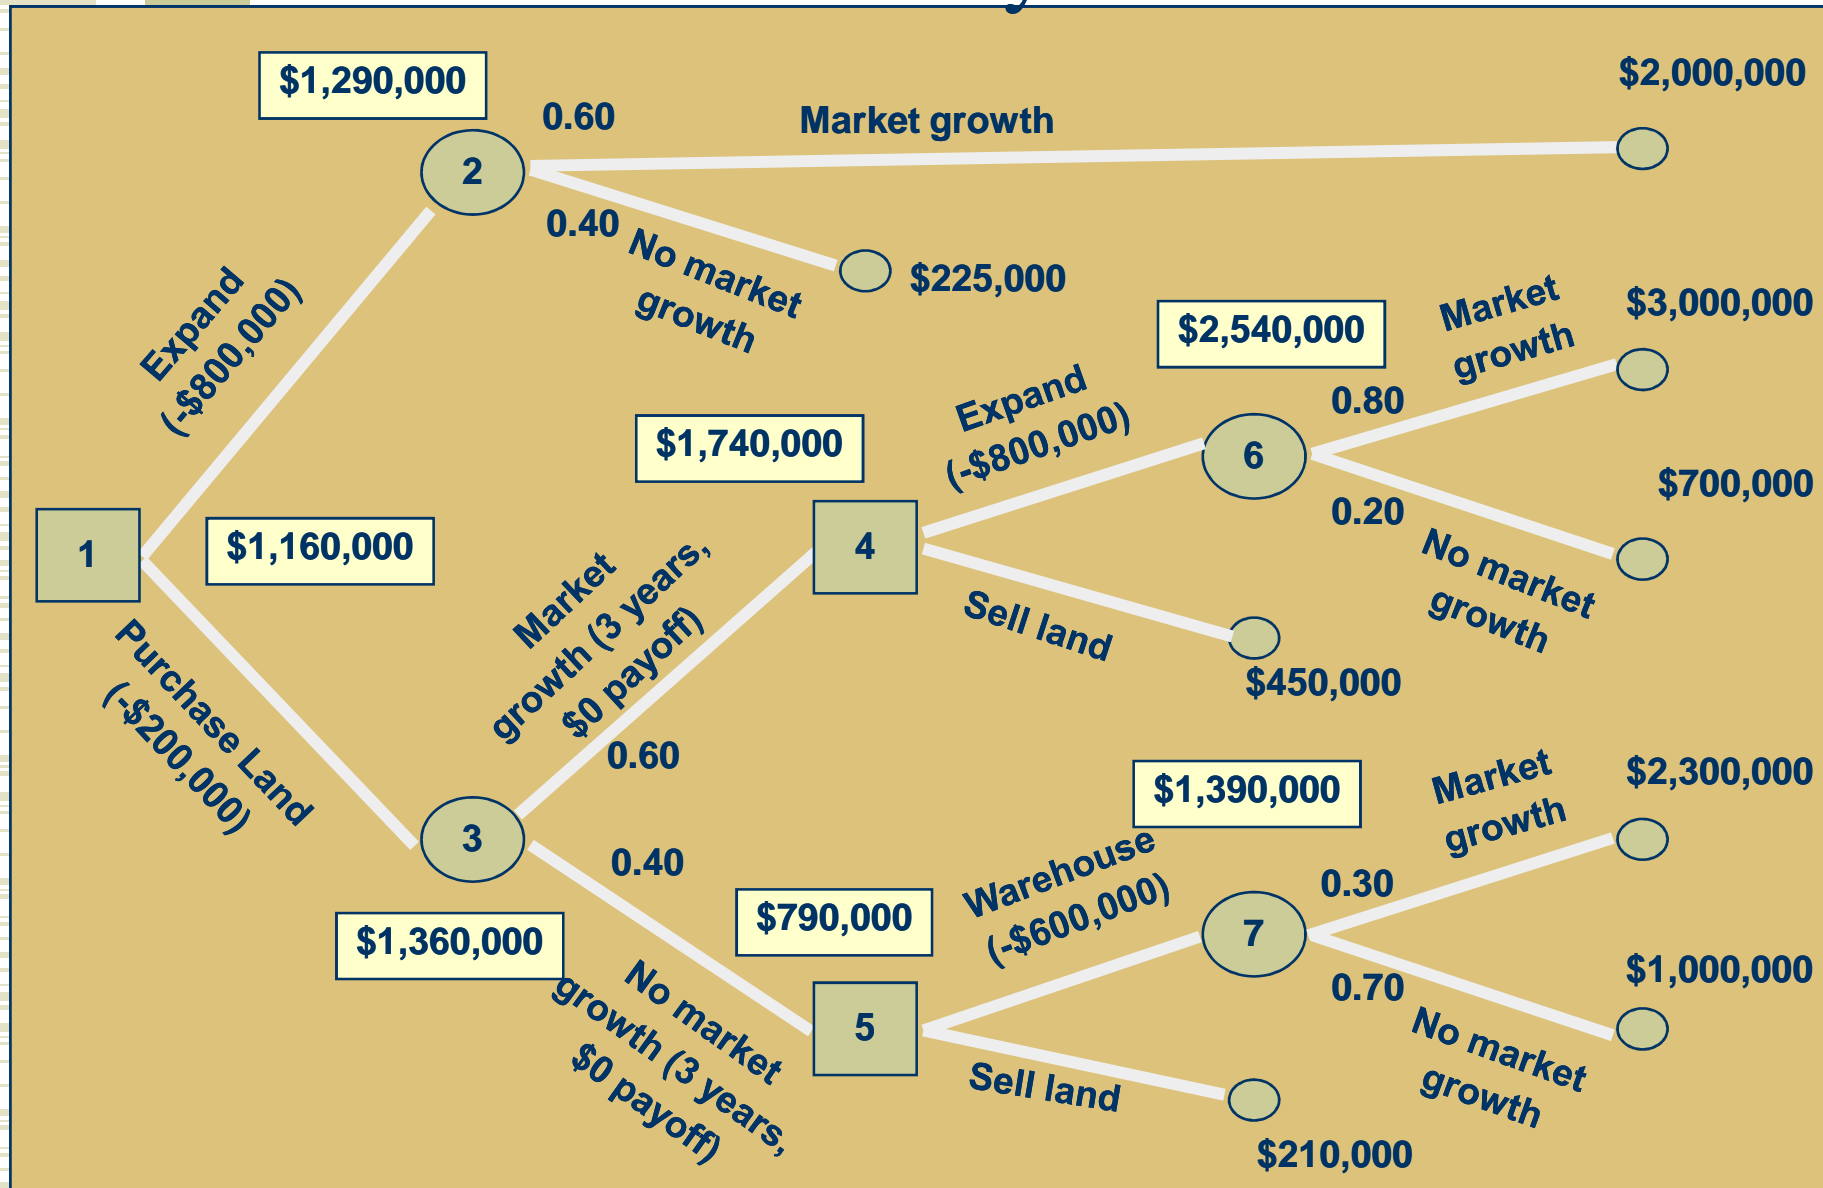 $1,290,000
0.60
Market growth
$2,000,000
2
0.40
No market
growth
$225,000
Expand
(-$800,000)
$2,540,000
Market
growth
$3,000,000
Expand
(-$800,000)
0.80
6
$1,740,000
0.20
$700,000
No market
growth
1
$1,160,000
4
Market
growth (3 years,
$0 payoff)
Sell land
$450,000
Purchase Land
(-$200,000)
0.60
3
0.40
$1,360,000
$1,390,000
Market
growth
$2,300,000
Warehouse
(-$600,000)
0.30
7
$790,000
0.70
$1,000,000
No market
growth
No market
growth (3 years,
$0 payoff)
5
Sell land
$210,000